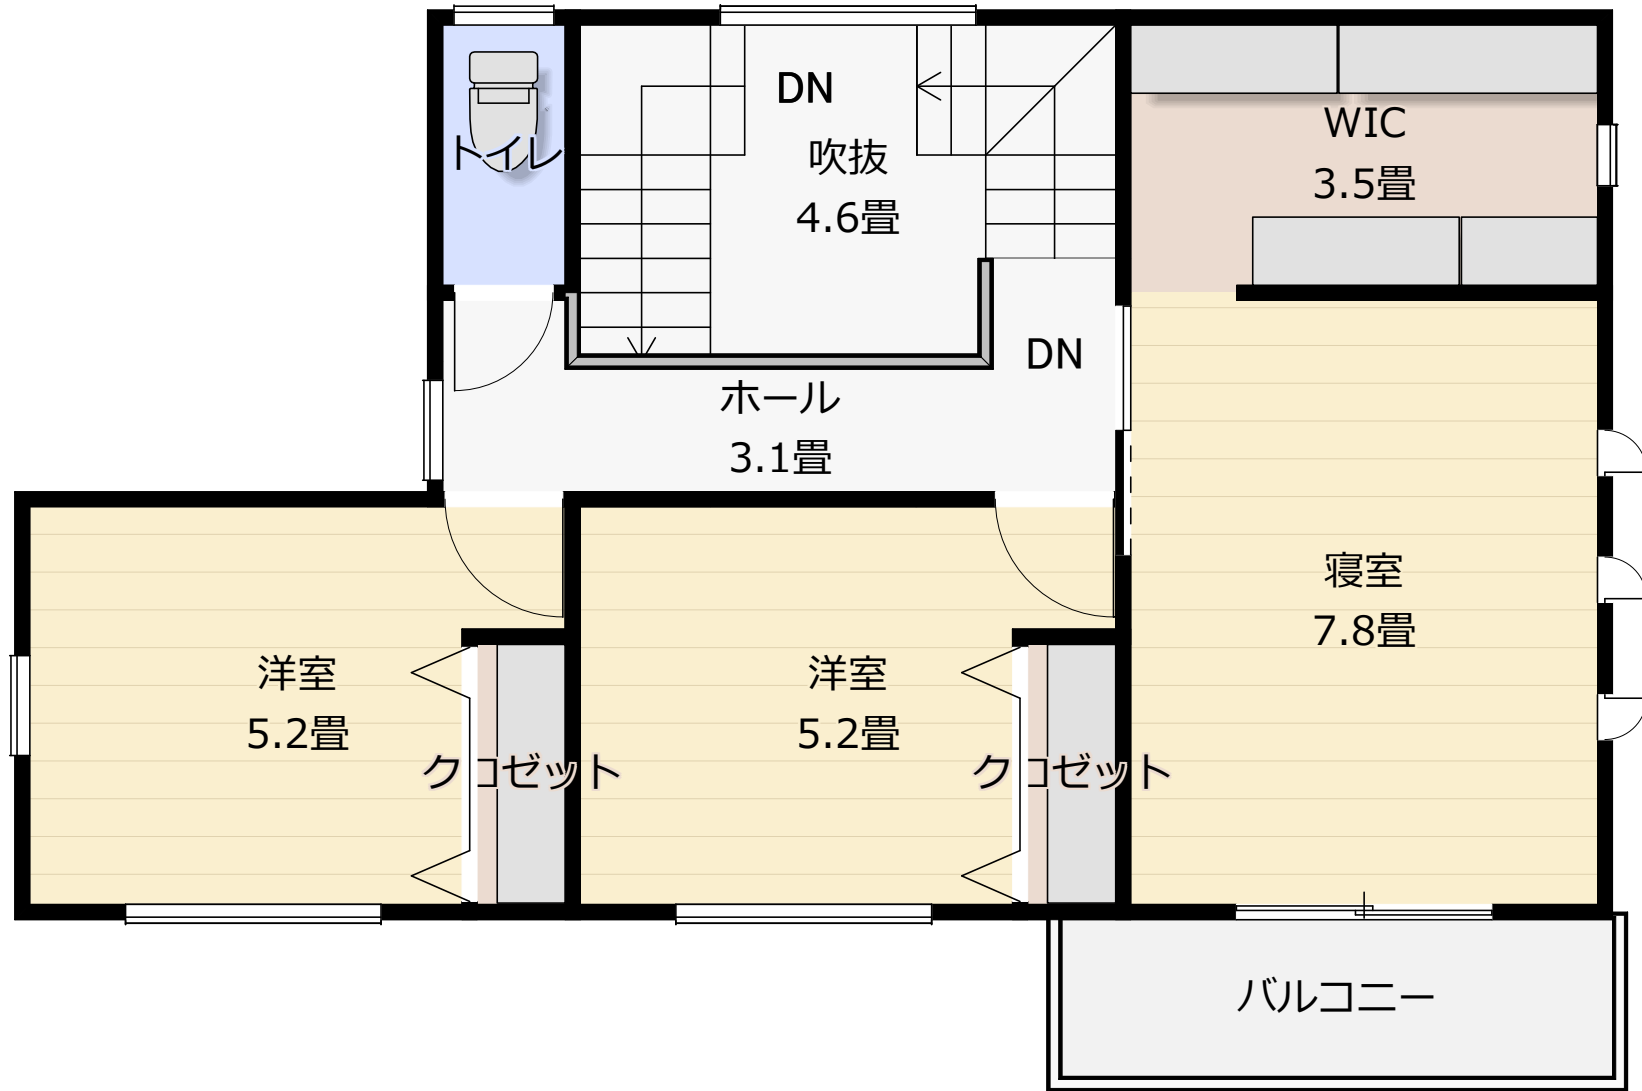 DN
トイレ
吹抜
4.6畳
WIC
3.5畳
DN
ホール
3.1畳
寝室
7.8畳
洋室
5.2畳
クロゼット
洋室
5.2畳
クロゼット
バルコニー